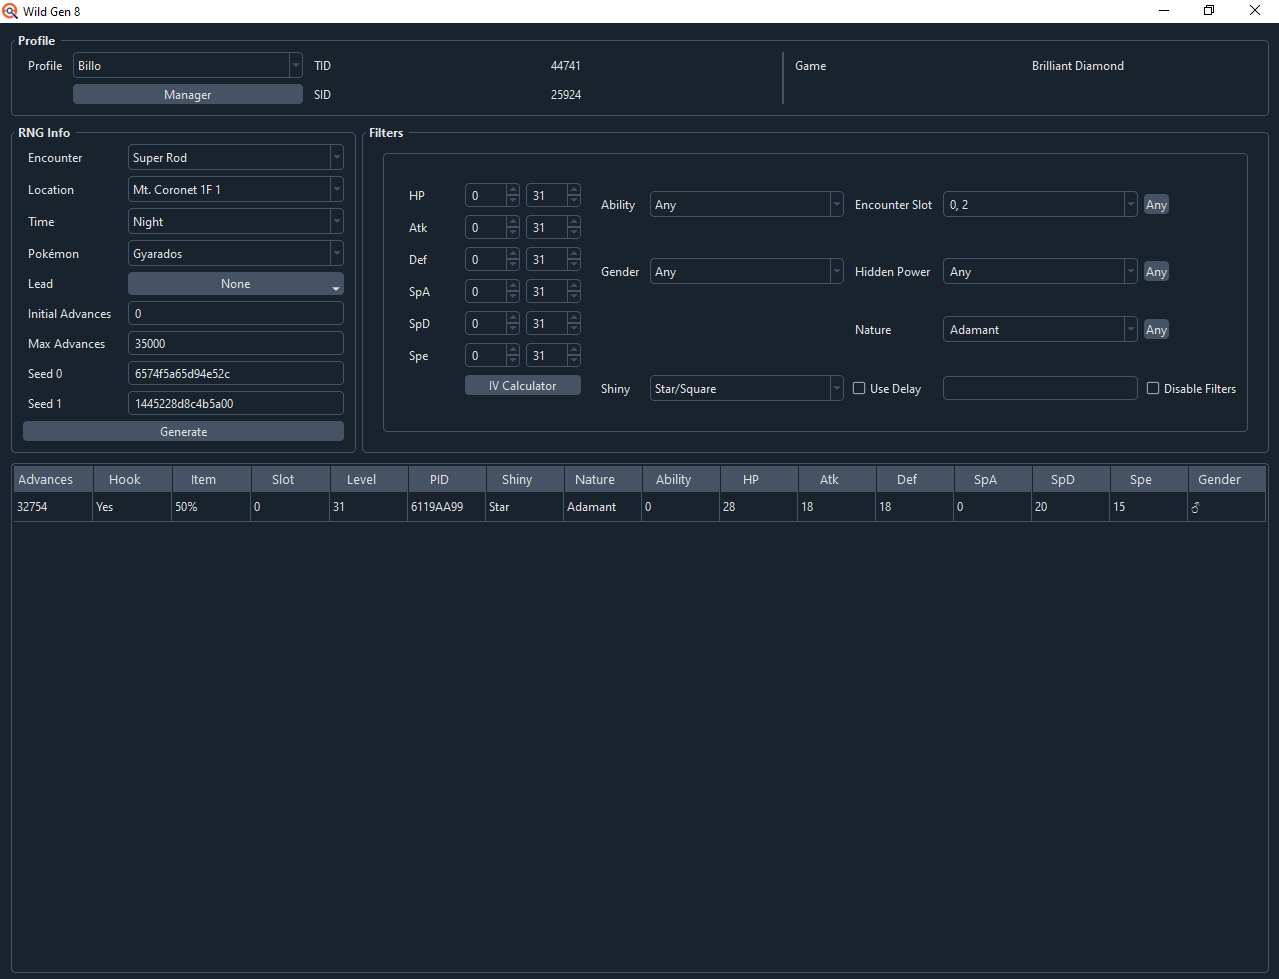 Wild Gen 8
Profile
Profile Billo TID 44741 Game Brilliant Diamond
Manager SID 25924
RNG Info
Encounter Super Rod
Location Mt. Coronet 1F 1
Time Night
Pokémon Gyarados
Lead None
Initial Advances 0
Max Advances 35000
Seed 0 6574f5a65d94e52c
Seed 1 1445228d8c4b5a00
Generate
Filters
HP 0 31
Atk 0 31
Def 0 31
SpA 0 31
SpD 0 31
Spe 0 31
IV Calculator
Ability Any Encounter Slot 0, 2 Any
Gender Any Hidden Power Any Any
Nature Adamant Any
Shiny Star/Square Use Delay Disable Filters
Advances Hook Item Slot Level PID Shiny Nature Ability HP Atk Def SpA SpD Spe Gender
32754 Yes 50% 0 31 6119AA99 Star Adamant 0 28 18 18 0 20 15 ♂